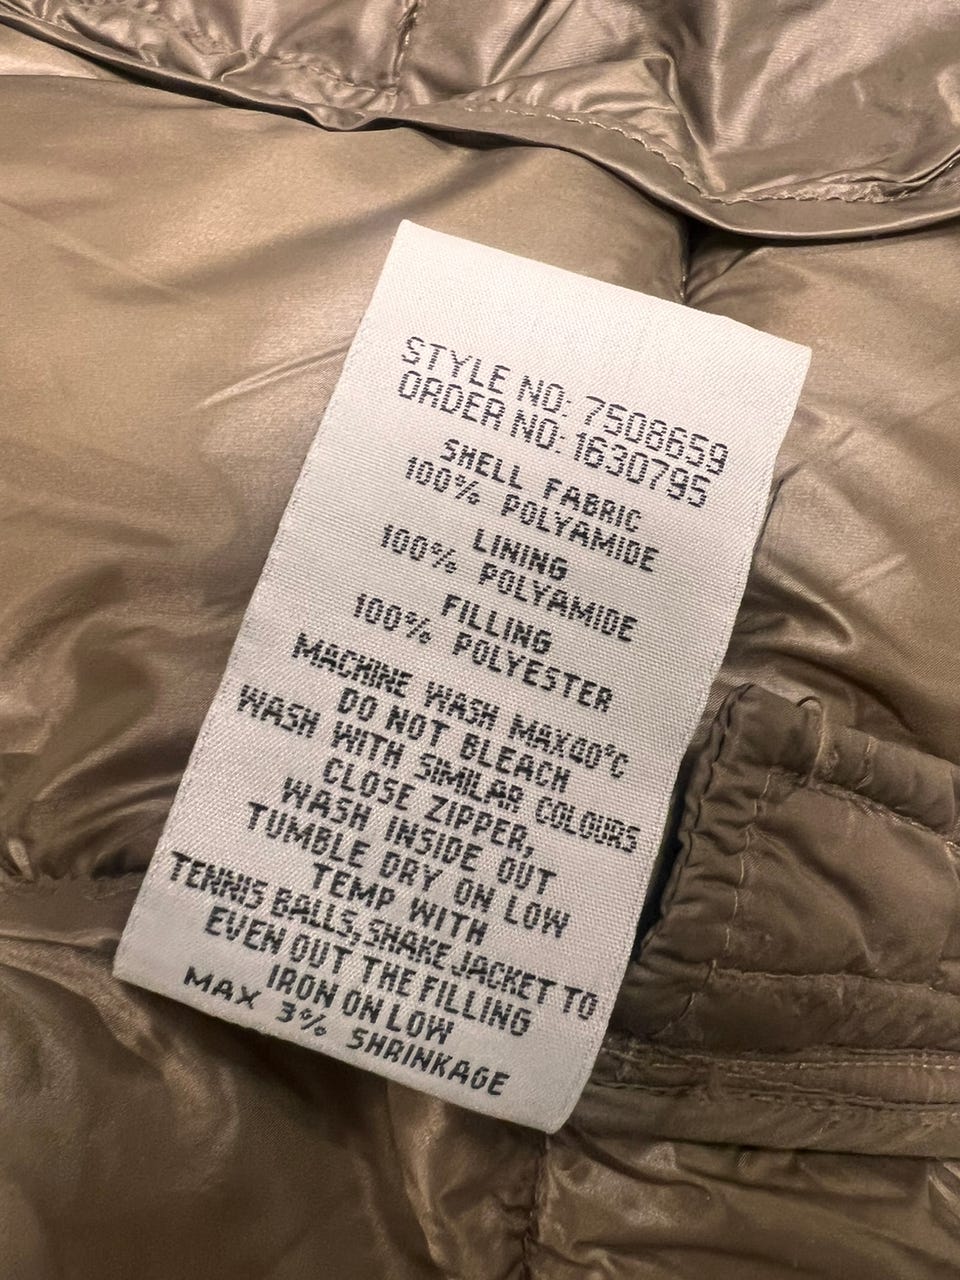 STYLE NO: 7508659
ORDER NO: 1630795
SHELL FABRIC
100% POLYAMIDE
LINING
100% POLYAMIDE
FILLING
100% POLYESTER
MACHINE WASH MAX40°C
DO NOT BLEACH
WASH WITH SIMILAR COLOURS
CLOSE ZIPPER,
WASH INSIDE OUT
TUMBLE DRY ON LOW
TEMP WITH
TENNIS BALLS,SHAKE JACKET TO
EVEN OUT THE FILLING
IRON ON LOW
MAX 3% SHRINKAGE